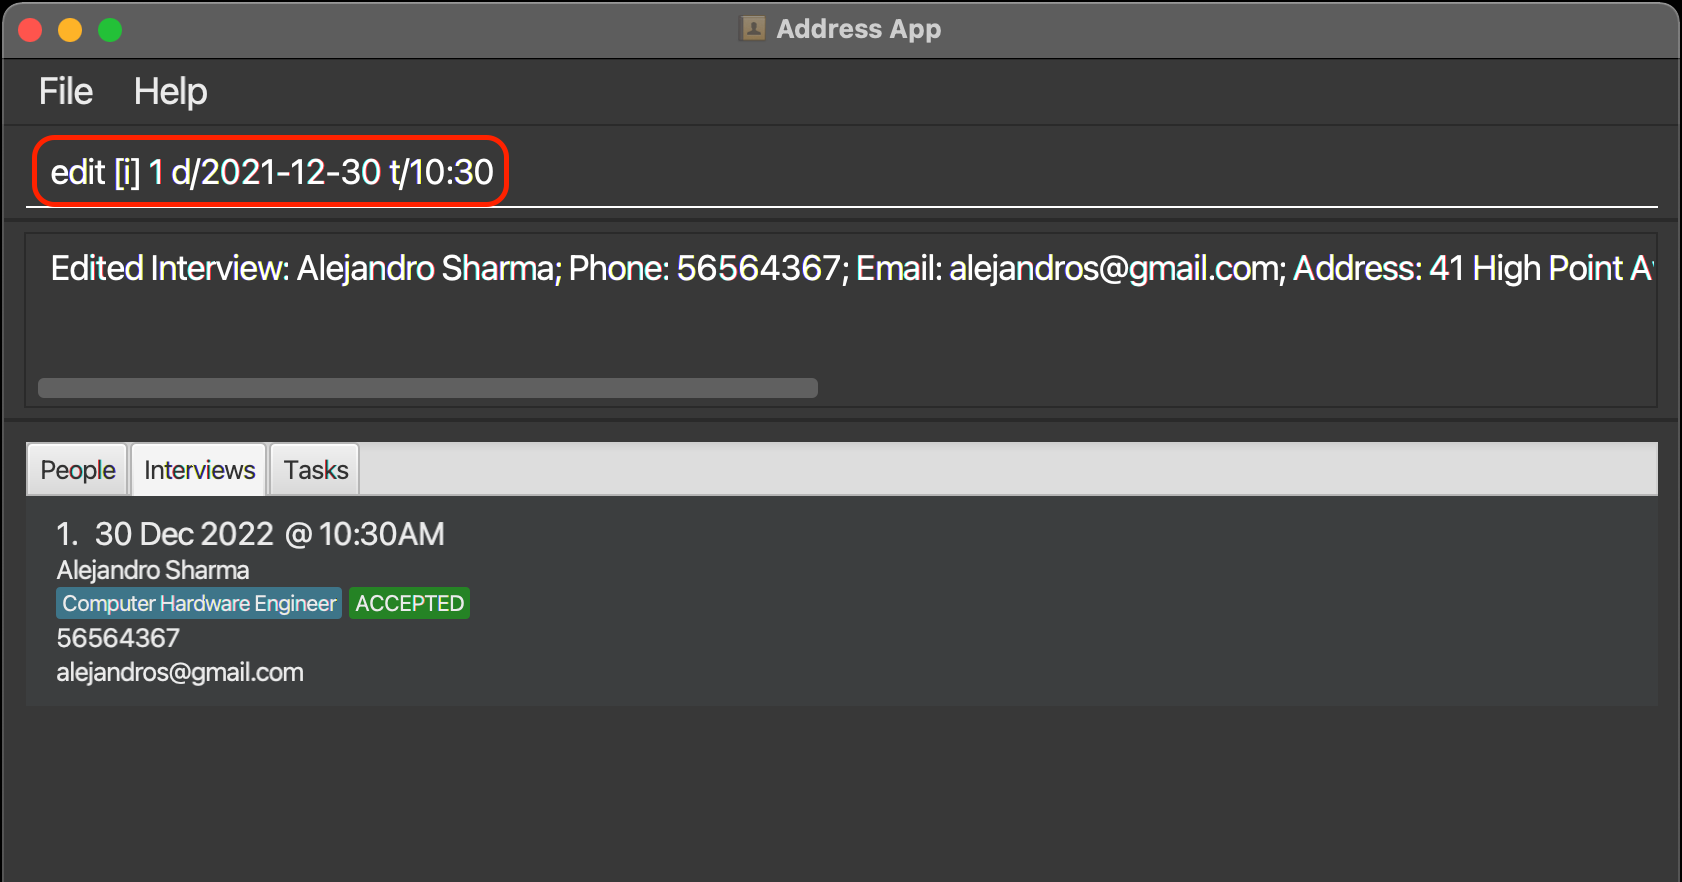 Address App
File Help
edit [i] 1 d/2021-12-30 t/10:30
Edited Interview: Alejandro Sharma; Phone: 56564367; Email: alejandros@gmail.com; Address: 41 High Point
People Interviews Tasks
1. 30 Dec 2022 @ 10:30AM
Alejandro Sharma
Computer Hardware Engineer ACCEPTED
56564367
alejandros@gmail.com